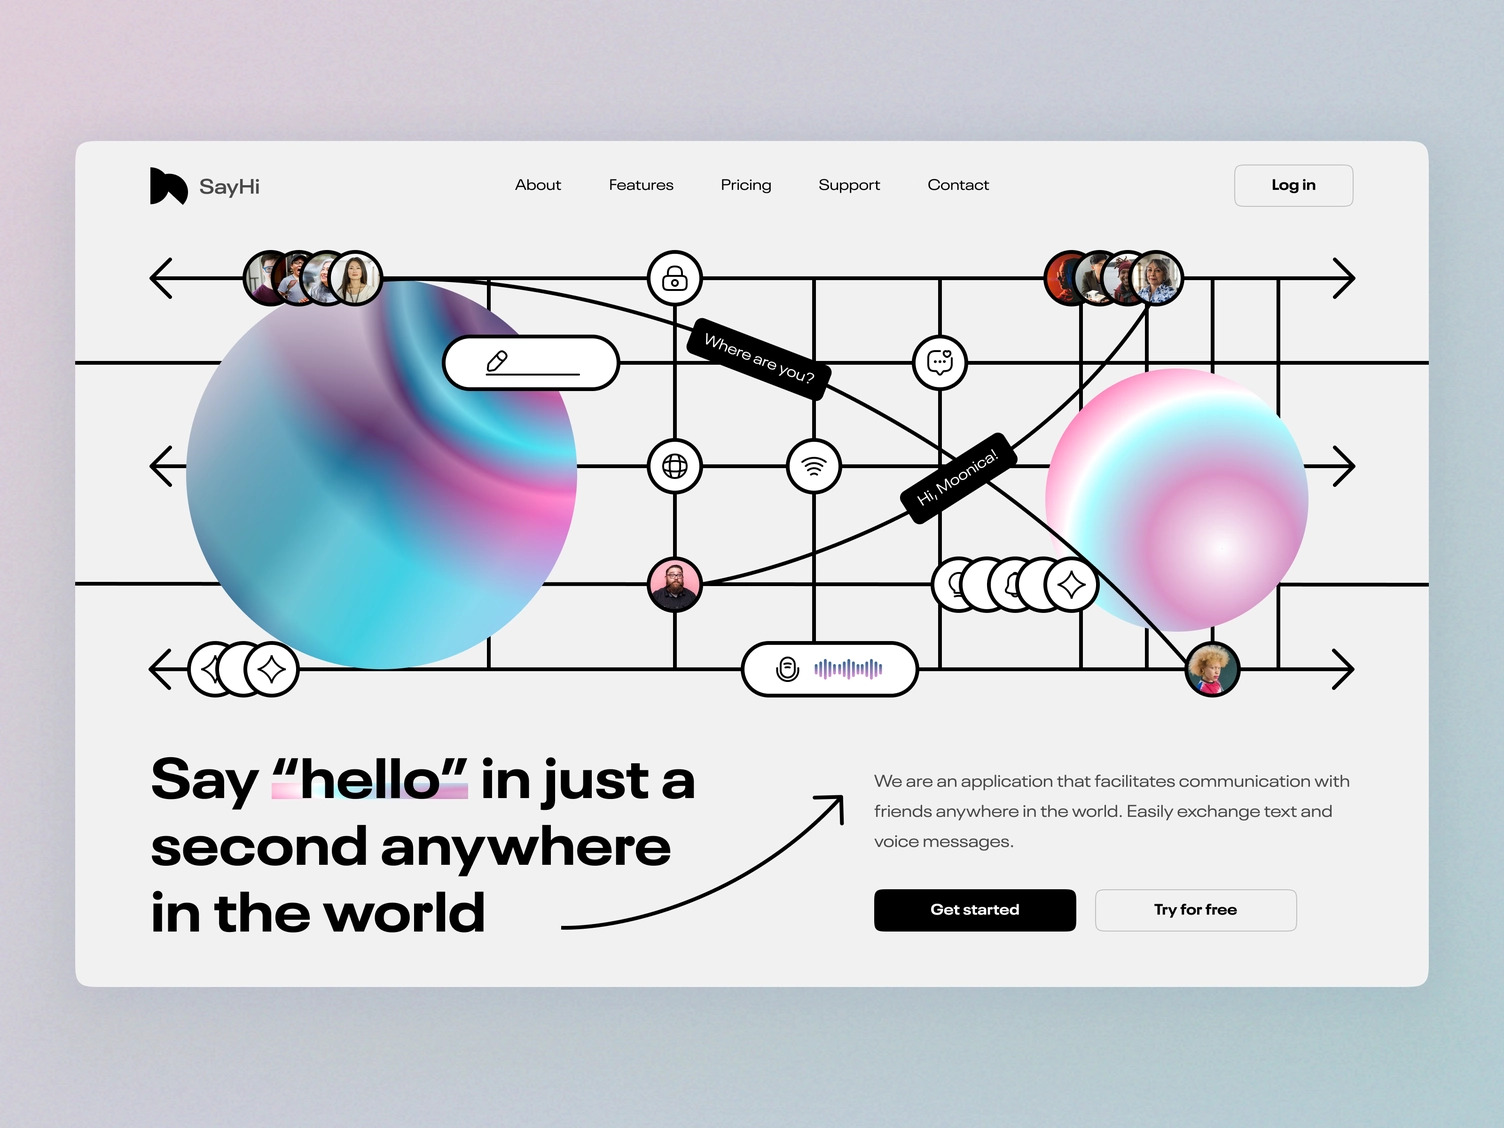 SayHi
About
Features
Pricing
Support
Contact
Log in
Where are you?
Hi, Moonica!
Say “hello” in just a
second anywhere
in the world
We are an application that facilitates communication with
friends anywhere in the world. Easily exchange text and
voice messages.
Get started
Try for free